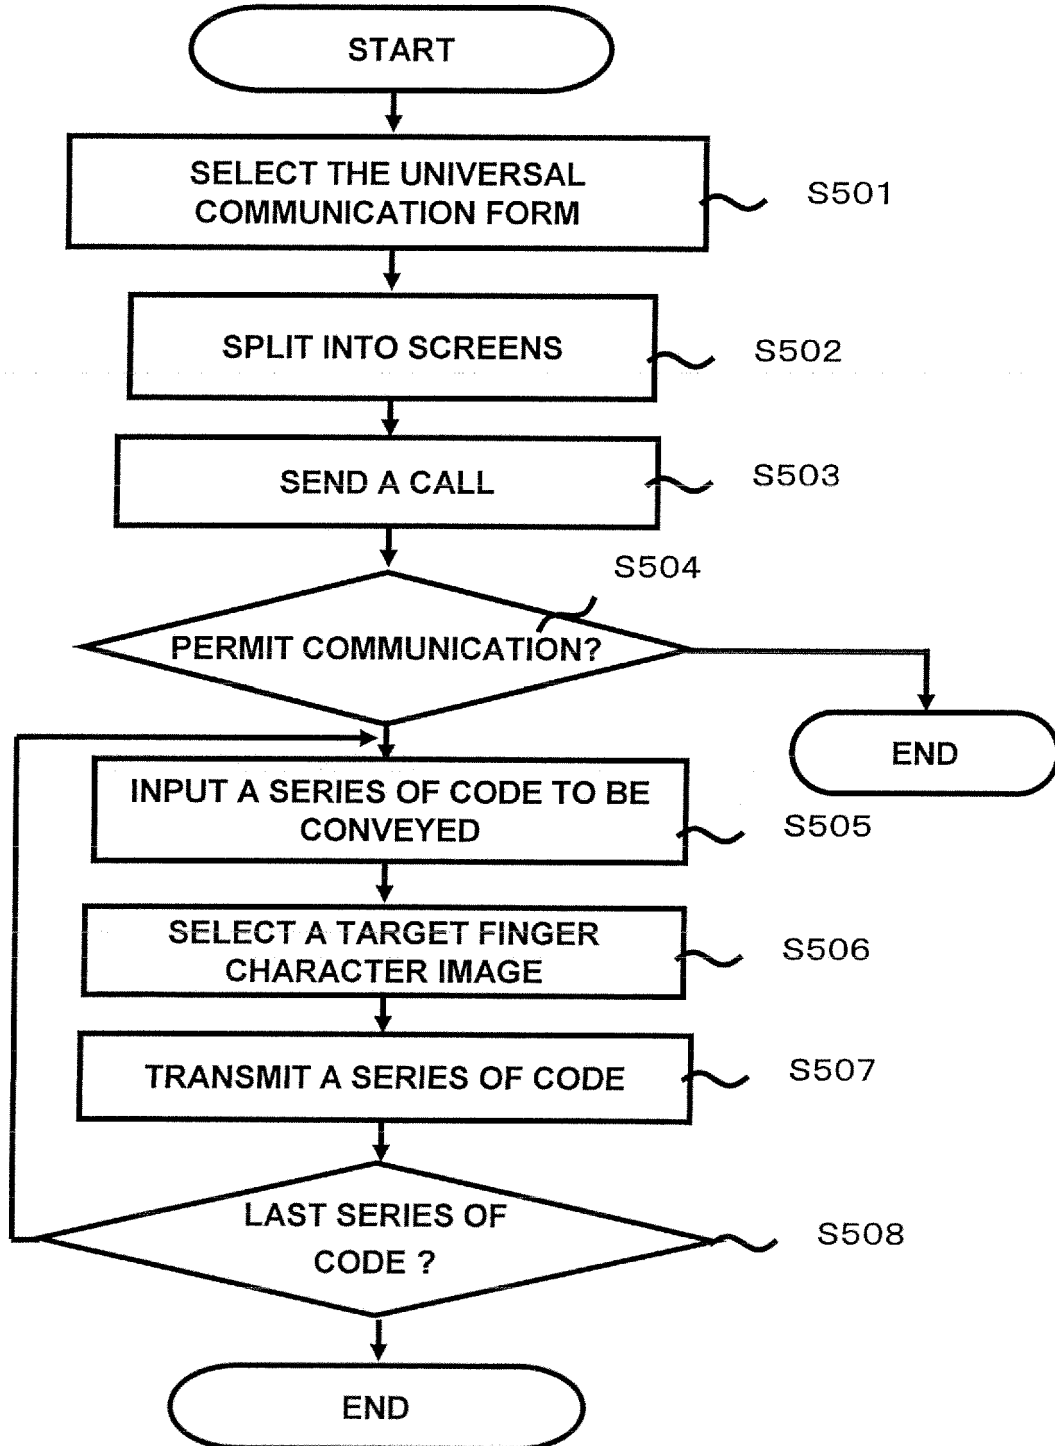 START
SELECT THE UNIVERSAL
COMMUNICATION FORM
S501
SPLIT INTO SCREENS
S502
SEND A CALL
S503
S504
PERMIT COMMUNICATION?
END
INPUT A SERIES OF CODE TO BE
CONVEYED
S505
SELECT A TARGET FINGER
CHARACTER IMAGE
S506
TRANSMIT A SERIES OF CODE
S507
LAST SERIES OF
CODE ?
S508
END